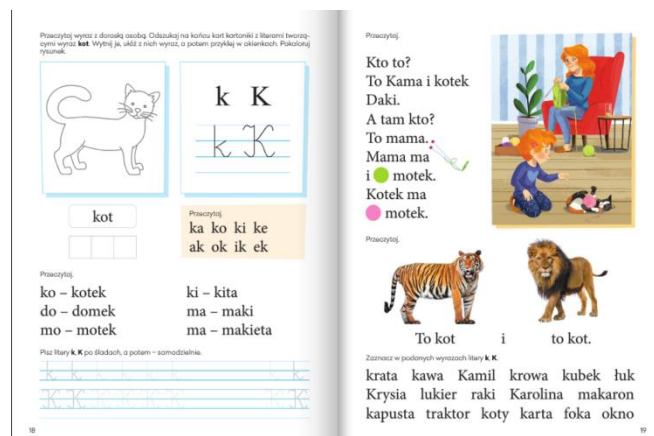 Przeczytaj wyraz z dorosłą osobą. Odszukaj na końcu kart kartoniki z literami tworzą-
cymi wyraz kot. Wytnij je, ułóż z nich wyraz, a potem przyklej w okienkach. Pokoloruj
rysunek.
k K
k K
kot
Przeczytaj.
ka ko ki ke
ak ok ik ek
Przeczytaj.
ko – kotek ki – kita
do – domek ma – maki
mo – motek ma – makieta
Pisz litery k, K po śladach, a potem – samodzielnie.
k k k
K K K
18
Przeczytaj.
Kto to?
To Kama i kotek
Daki.
A tam kto?
To mama.
Mama ma
i motek.
Kotek ma
motek.
Przeczytaj.
To kot i to kot.
Zaznacz w podanych wyrazach litery k, K.
krata kawa Kamil krowa kubek łuk
Krysia lukier raki Karolina makaron
kapusta traktor koty karta foka okno
19